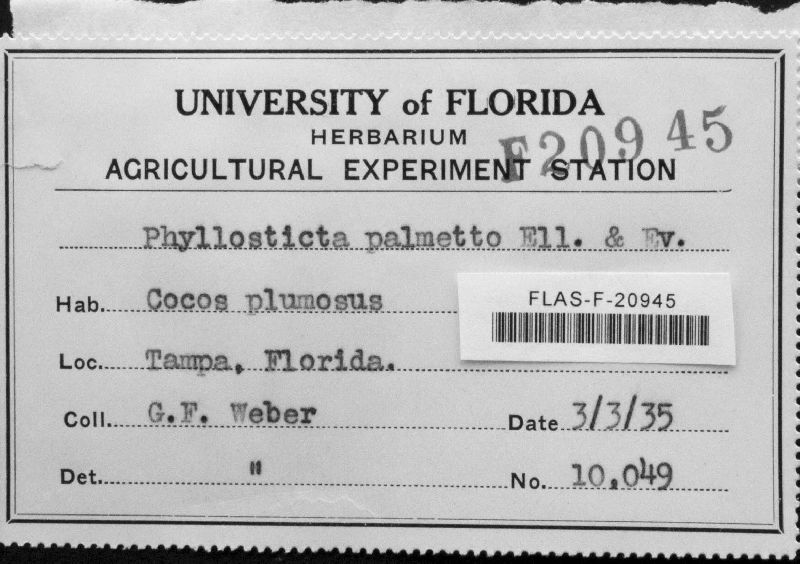 UNIVERSITY of FLORIDA
HERBARIUM
F20945
AGRICULTURAL EXPERIMENT STATION
Phyllosticta palmetto Ell. & Ev.
Hab. Cocos plumosus
FLAS-F-20945
Loc. Tampa, Florida.
Coll. G.F. Weber Date 3/3/35
Det. " No. 10,049